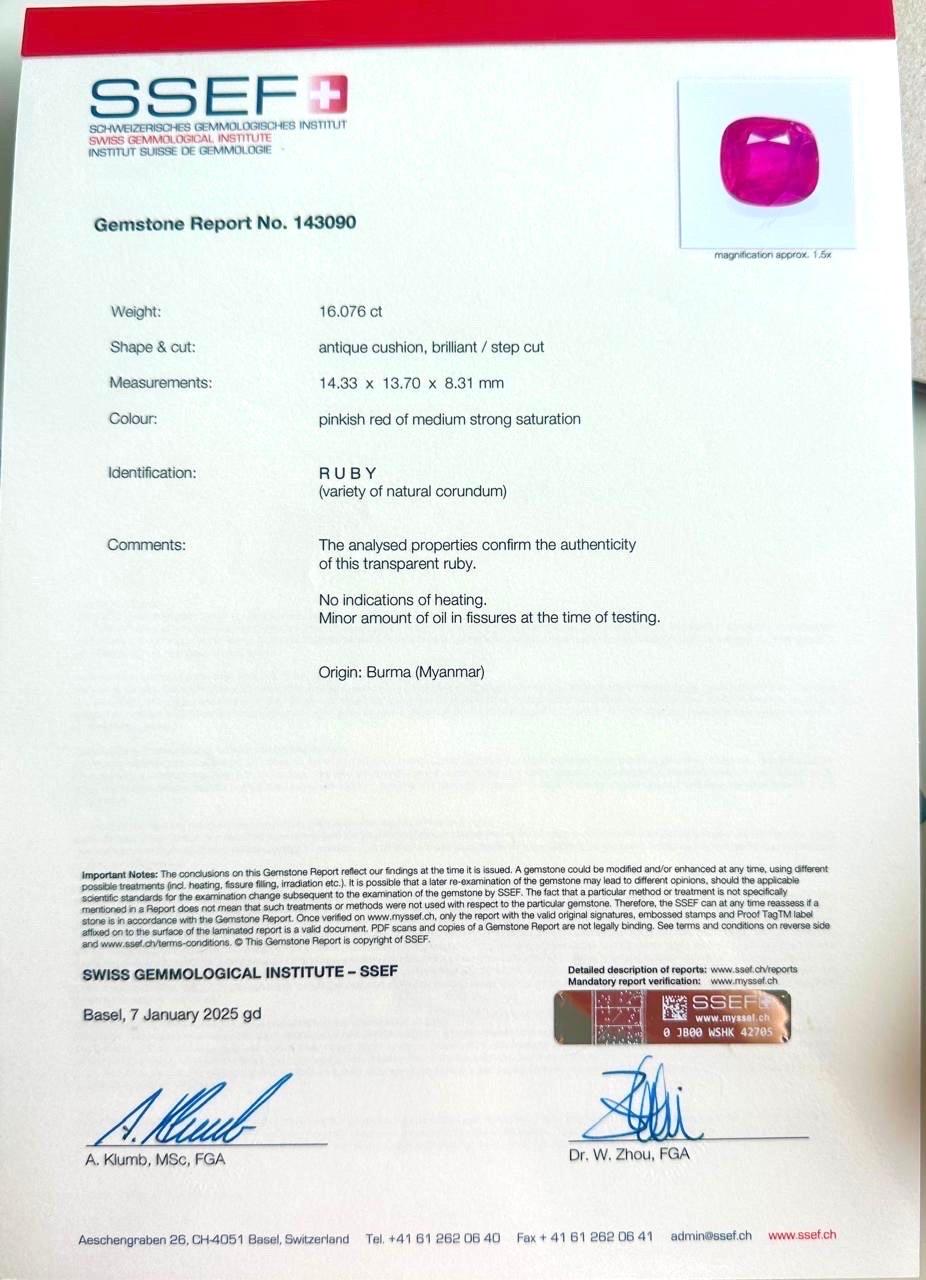 SSEF
SCHWEIZERISCHES GEMMOLOGISCHES INSTITUT
SWISS GEMMOLOGICAL INSTITUTE
INSTITUT SUISSE DE GEMMOLOGIE
magnification approx. 1.5x
Gemstone Report No. 143090
Weight: 16.076 ct
Shape & cut: antique cushion, brilliant / step cut
Measurements: 14.33 x 13.70 x 8.31 mm
Colour: pinkish red of medium strong saturation
Identification: RUBY
(variety of natural corundum)
Comments: The analysed properties confirm the authenticity
of this transparent ruby.
No indications of heating.
Minor amount of oil in fissures at the time of testing.
Origin: Burma (Myanmar)
Important Notes: The conclusions on this Gemstone Report reflect our findings at the time it is issued. A gemstone could be modified and/or enhanced at any time, using different
possible treatments (incl. heating, fissure filling, irradiation etc.). It is possible that a later re-examination of the gemstone may lead to different opinions, should the applicable
scientific standards for the examination change subsequent to the examination of the gemstone by SSEF. The fact that a particular method or treatment is not specifically
mentioned in a Report does not mean that such treatments or methods were not used with respect to the particular gemstone. Therefore, the SSEF can at any time reassess if a
stone is in accordance with the Gemstone Report. Once verified on www.myssef.ch, only the report with the valid original signatures, embossed stamps and Proof TagTM label
affixed on to the surface of the laminated report is a valid document. PDF scans and copies of a Gemstone Report are not legally binding. See terms and conditions on reverse side
and www.ssef.ch/terms-conditions. © This Gemstone Report is copyright of SSEF.
SWISS GEMMOLOGICAL INSTITUTE – SSEF
Detailed description of reports: www.ssef.ch/reports
Mandatory report verification: www.myssef.ch
Basel, 7 January 2025 gd
SSEF
www.myssef.ch
0 JB00 WSHK 42705
A. Klumb
A. Klumb, MSc, FGA
Dr. W. Zhou, FGA
Aeschengraben 26, CH-4051 Basel, Switzerland Tel. +41 61 262 06 40 Fax + 41 61 262 06 41 admin@ssef.ch www.ssef.ch